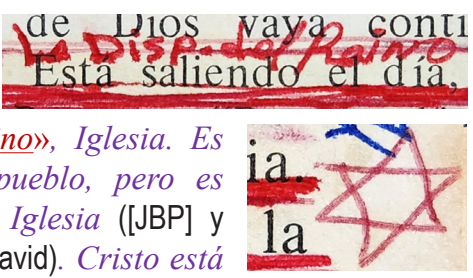 de Dios vaya conti
La Disp. del Reino
Está saliendo el día,
ino», Iglesia. Es
pueblo, pero es
Iglesia ([JBP] y
avid). Cristo está
ia.
la